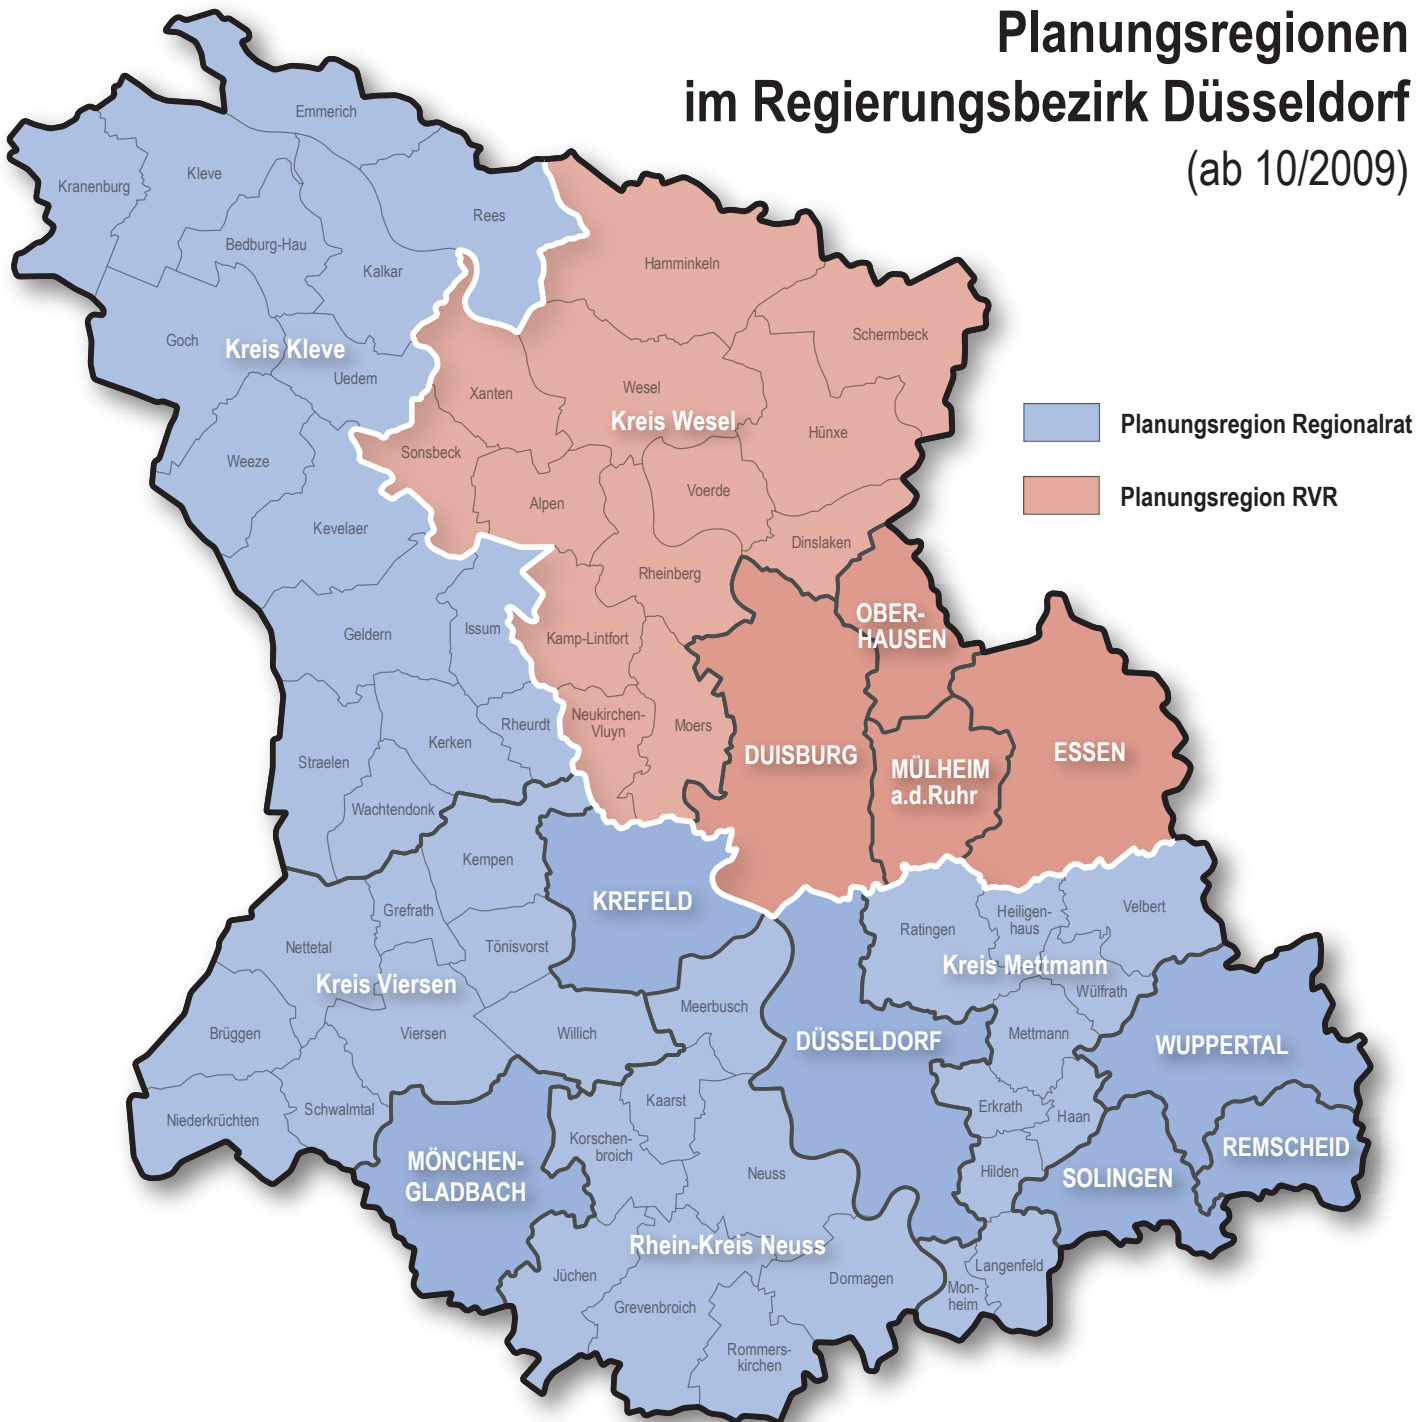 Planungsregionen
im Regierungsbezirk Düsseldorf
(ab 10/2009)
Emmerich
Kranenburg
Kleve
Rees
Bedburg-Hau
Kalkar
Hamminkeln
Schermbeck
Goch
Kreis Kleve
Uedem
Xanten
Wesel
Kreis Wesel
Hünxe
Planungsregion Regionalrat
Sonsbeck
Weeze
Voerde
Alpen
Planungsregion RVR
Kevelaer
Dinslaken
Rheinberg
OBER-
HAUSEN
Geldern
Issum
Kamp-Lintfort
Neukirchen-
Vluyn
Moers
Rheurdt
Kerken
Straelen
DUISBURG
MÜLHEIM
a.d.Ruhr
ESSEN
Wachtendonk
Kempen
KREFELD
Grefrath
Nettetal
Tönisvorst
Ratingen
Heiligen-
haus
Velbert
Kreis Mettmann
Kreis Viersen
Wülfrath
Meerbusch
Brüggen
Viersen
Willich
DÜSSELDORF
Mettmann
WUPPERTAL
Niederkrüchten
Schwalmtal
Kaarst
Erkrath
Haan
Korschen-
broich
MÖNCHEN-
GLADBACH
Neuss
Hilden
SOLINGEN
REMSCHEID
Rhein-Kreis Neuss
Jüchen
Dormagen
Langenfeld
Mon-
heim
Grevenbroich
Rommers-
kirchen